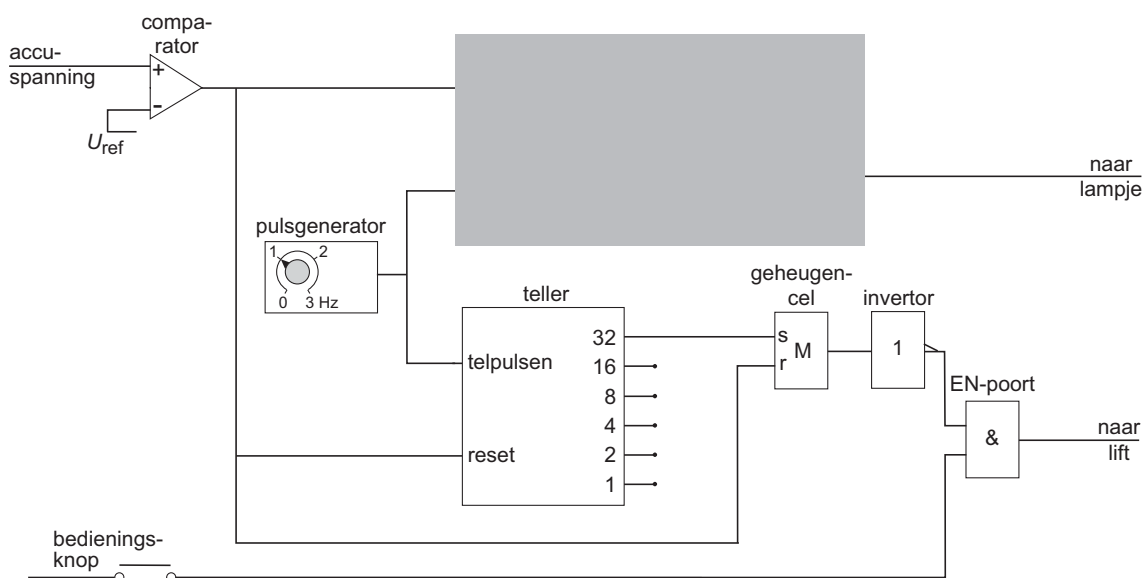 compa-
rator
accu-
spanning
+
-
Uref
naar
lampje
pulsgenerator
1
2
0
3 Hz
teller
telpulsen
reset
32
16
8
4
2
1
geheugen-
cel
s
r
M
invertor
1
EN-poort
&
naar
lift
bedienings-
knop